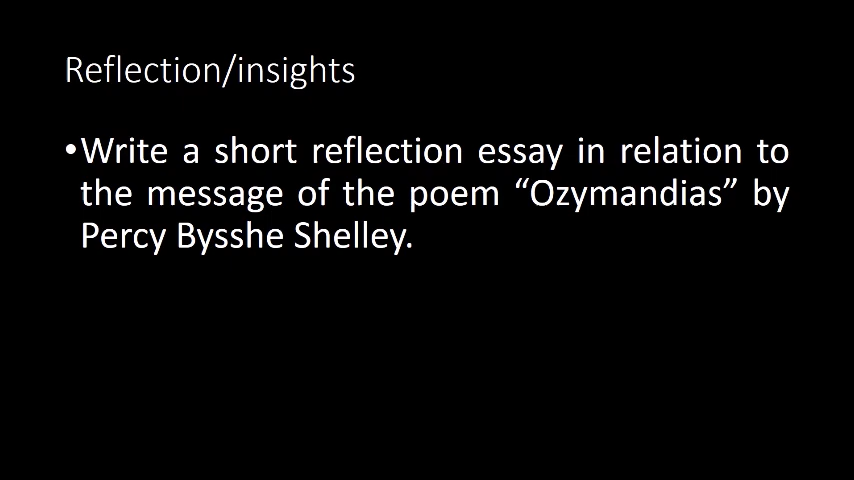 Reflection/insights
•Write a short reflection essay in relation to
the message of the poem “Ozymandias” by
Percy Bysshe Shelley.